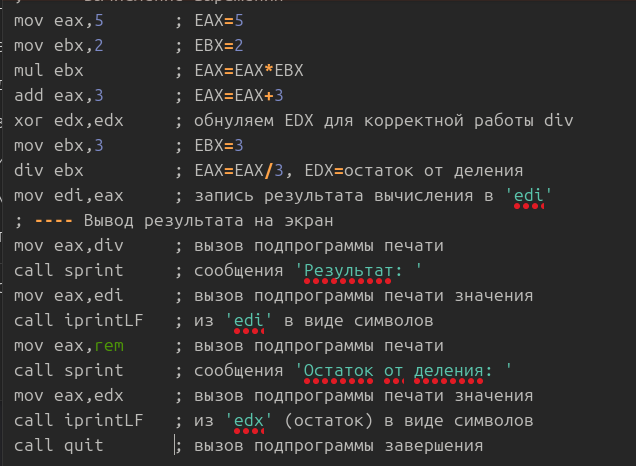 mov eax,5 ; EAX=5
mov ebx,2 ; EBX=2
mul ebx ; EAX=EAX*EBX
add eax,3 ; EAX=EAX+3
xor edx,edx ; обнуляем EDX для корректной работы div
mov ebx,3 ; EBX=3
div ebx ; EAX=EAX/3, EDX=остаток от деления
mov edi,eax ; запись результата вычисления в 'edi'
; ---- Вывод результата на экран
mov eax,div ; вызов подпрограммы печати
call sprint ; сообщения 'Результат: '
mov eax,edi ; вызов подпрограммы печати значения
call iprintLF ; из 'edi' в виде символов
mov eax,rem ; вызов подпрограммы печати
call sprint ; сообщения 'Остаток от деления: '
mov eax,edx ; вызов подпрограммы печати значения
call iprintLF ; из 'edx' (остаток) в виде символов
call quit ; вызов подпрограммы завершения